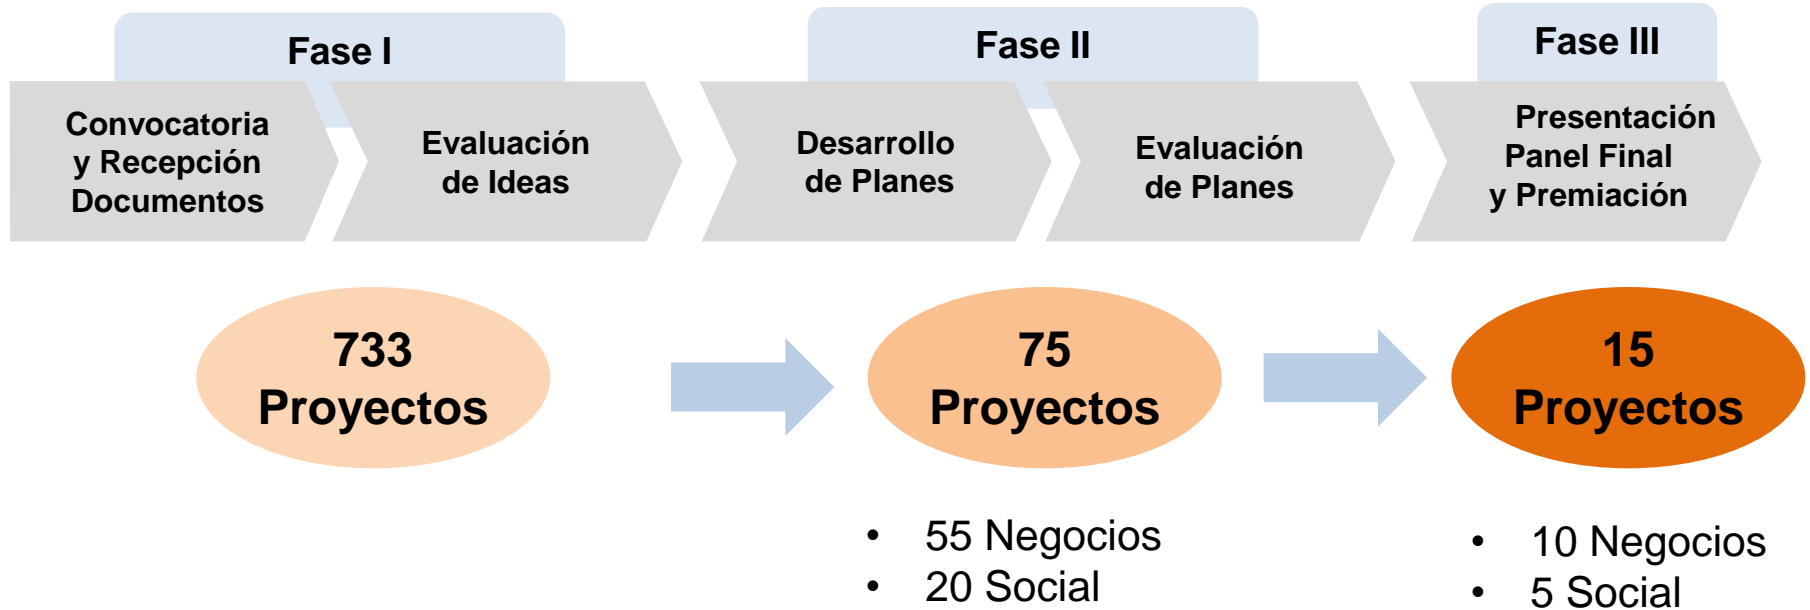 Fase I
Fase II
Fase III
Convocatoria
y Recepción
Documentos
Evaluación
de Ideas
Desarrollo
de Planes
Evaluación
de Planes
Presentación
Panel Final
y Premiación
733
Proyectos
75
Proyectos
15
Proyectos
• 55 Negocios
• 20 Social
• 10 Negocios
• 5 Social